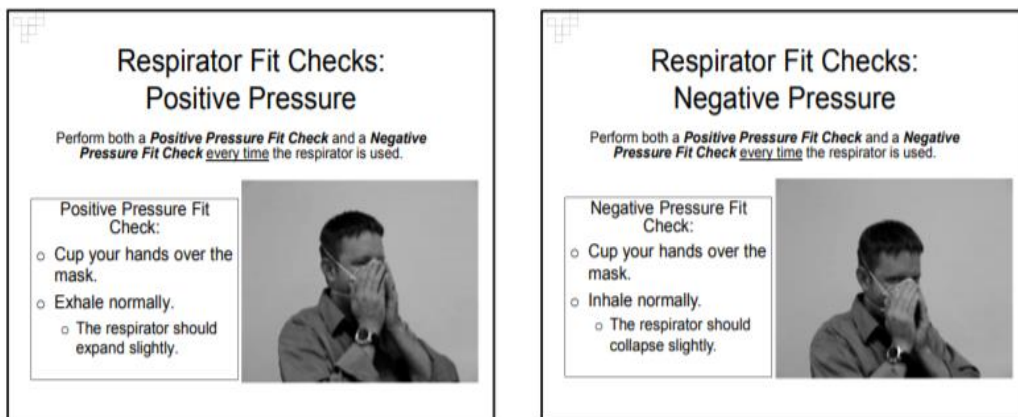 Respirator Fit Checks:
Positive Pressure
Perform both a Positive Pressure Fit Check and a Negative
Pressure Fit Check every time the respirator is used.
Positive Pressure Fit
Check:
o Cup your hands over the
mask.
o Exhale normally.
o The respirator should
expand slightly.
Respirator Fit Checks:
Negative Pressure
Perform both a Positive Pressure Fit Check and a Negative
Pressure Fit Check every time the respirator is used.
Negative Pressure Fit
Check:
o Cup your hands over the
mask.
o Inhale normally.
o The respirator should
collapse slightly.